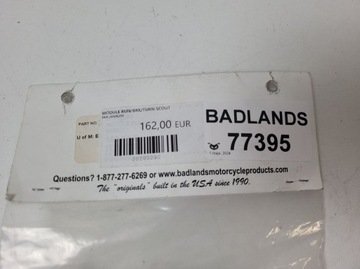 MODULE RUN/BRK/TURN SCOUT
PART NO
162,00 EUR
U of M: E
BADLANDS
77395
Questions? 1-877-277-6269 or www.badlandsmotorcycleproducts.com
The "originals" built in the USA since 1990.